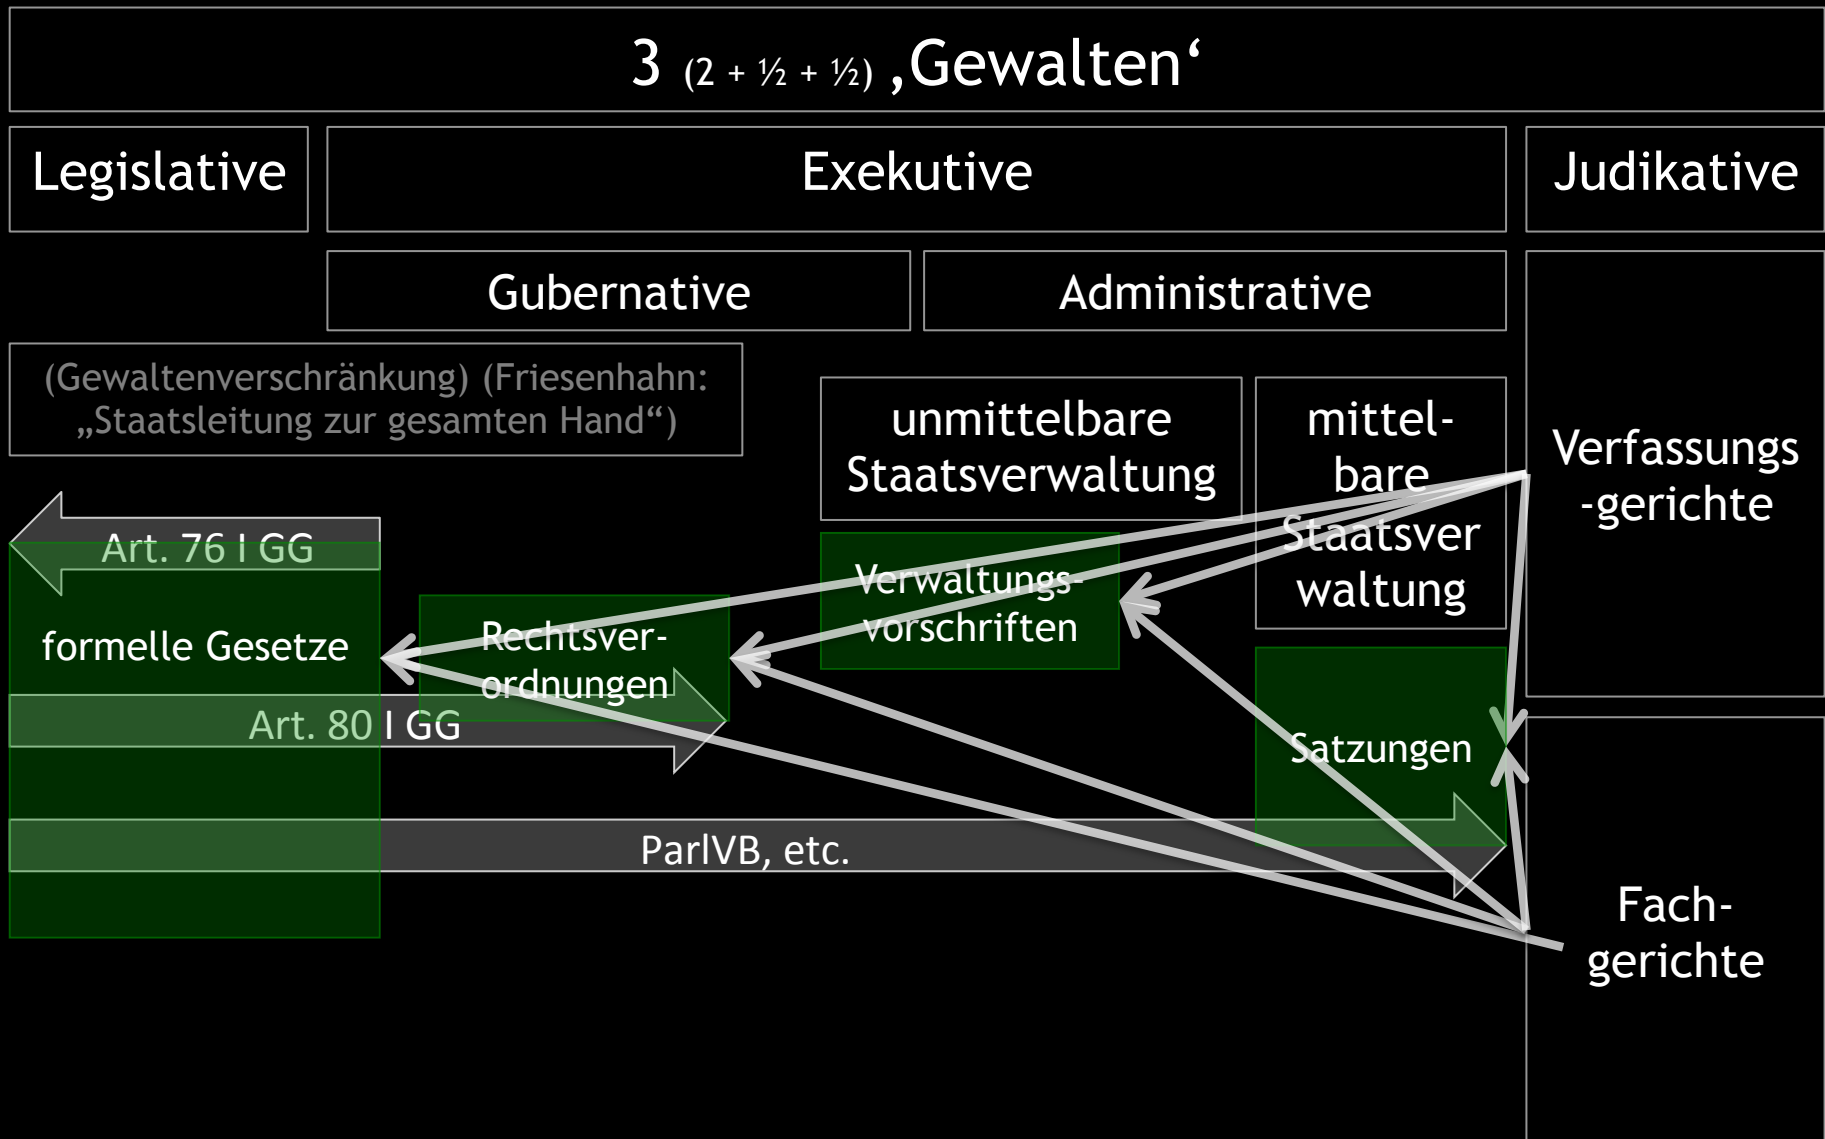 3 (2 + ½ + ½) ‚Gewalten‘
Legislative
Exekutive
Judikative
Gubernative
Administrative
(Gewaltenverschränkung) (Friesenhahn:
„Staatsleitung zur gesamten Hand“)
unmittelbare
Staatsverwaltung
mittel-
bare
Staatsver
waltung
Verfassungs
-gerichte
Art. 76 I GG
formelle Gesetze
Rechtsver-
ordnungen
Verwaltungs-
vorschriften
Art. 80 I GG
Satzungen
ParlVB, etc.
Fach-
gerichte